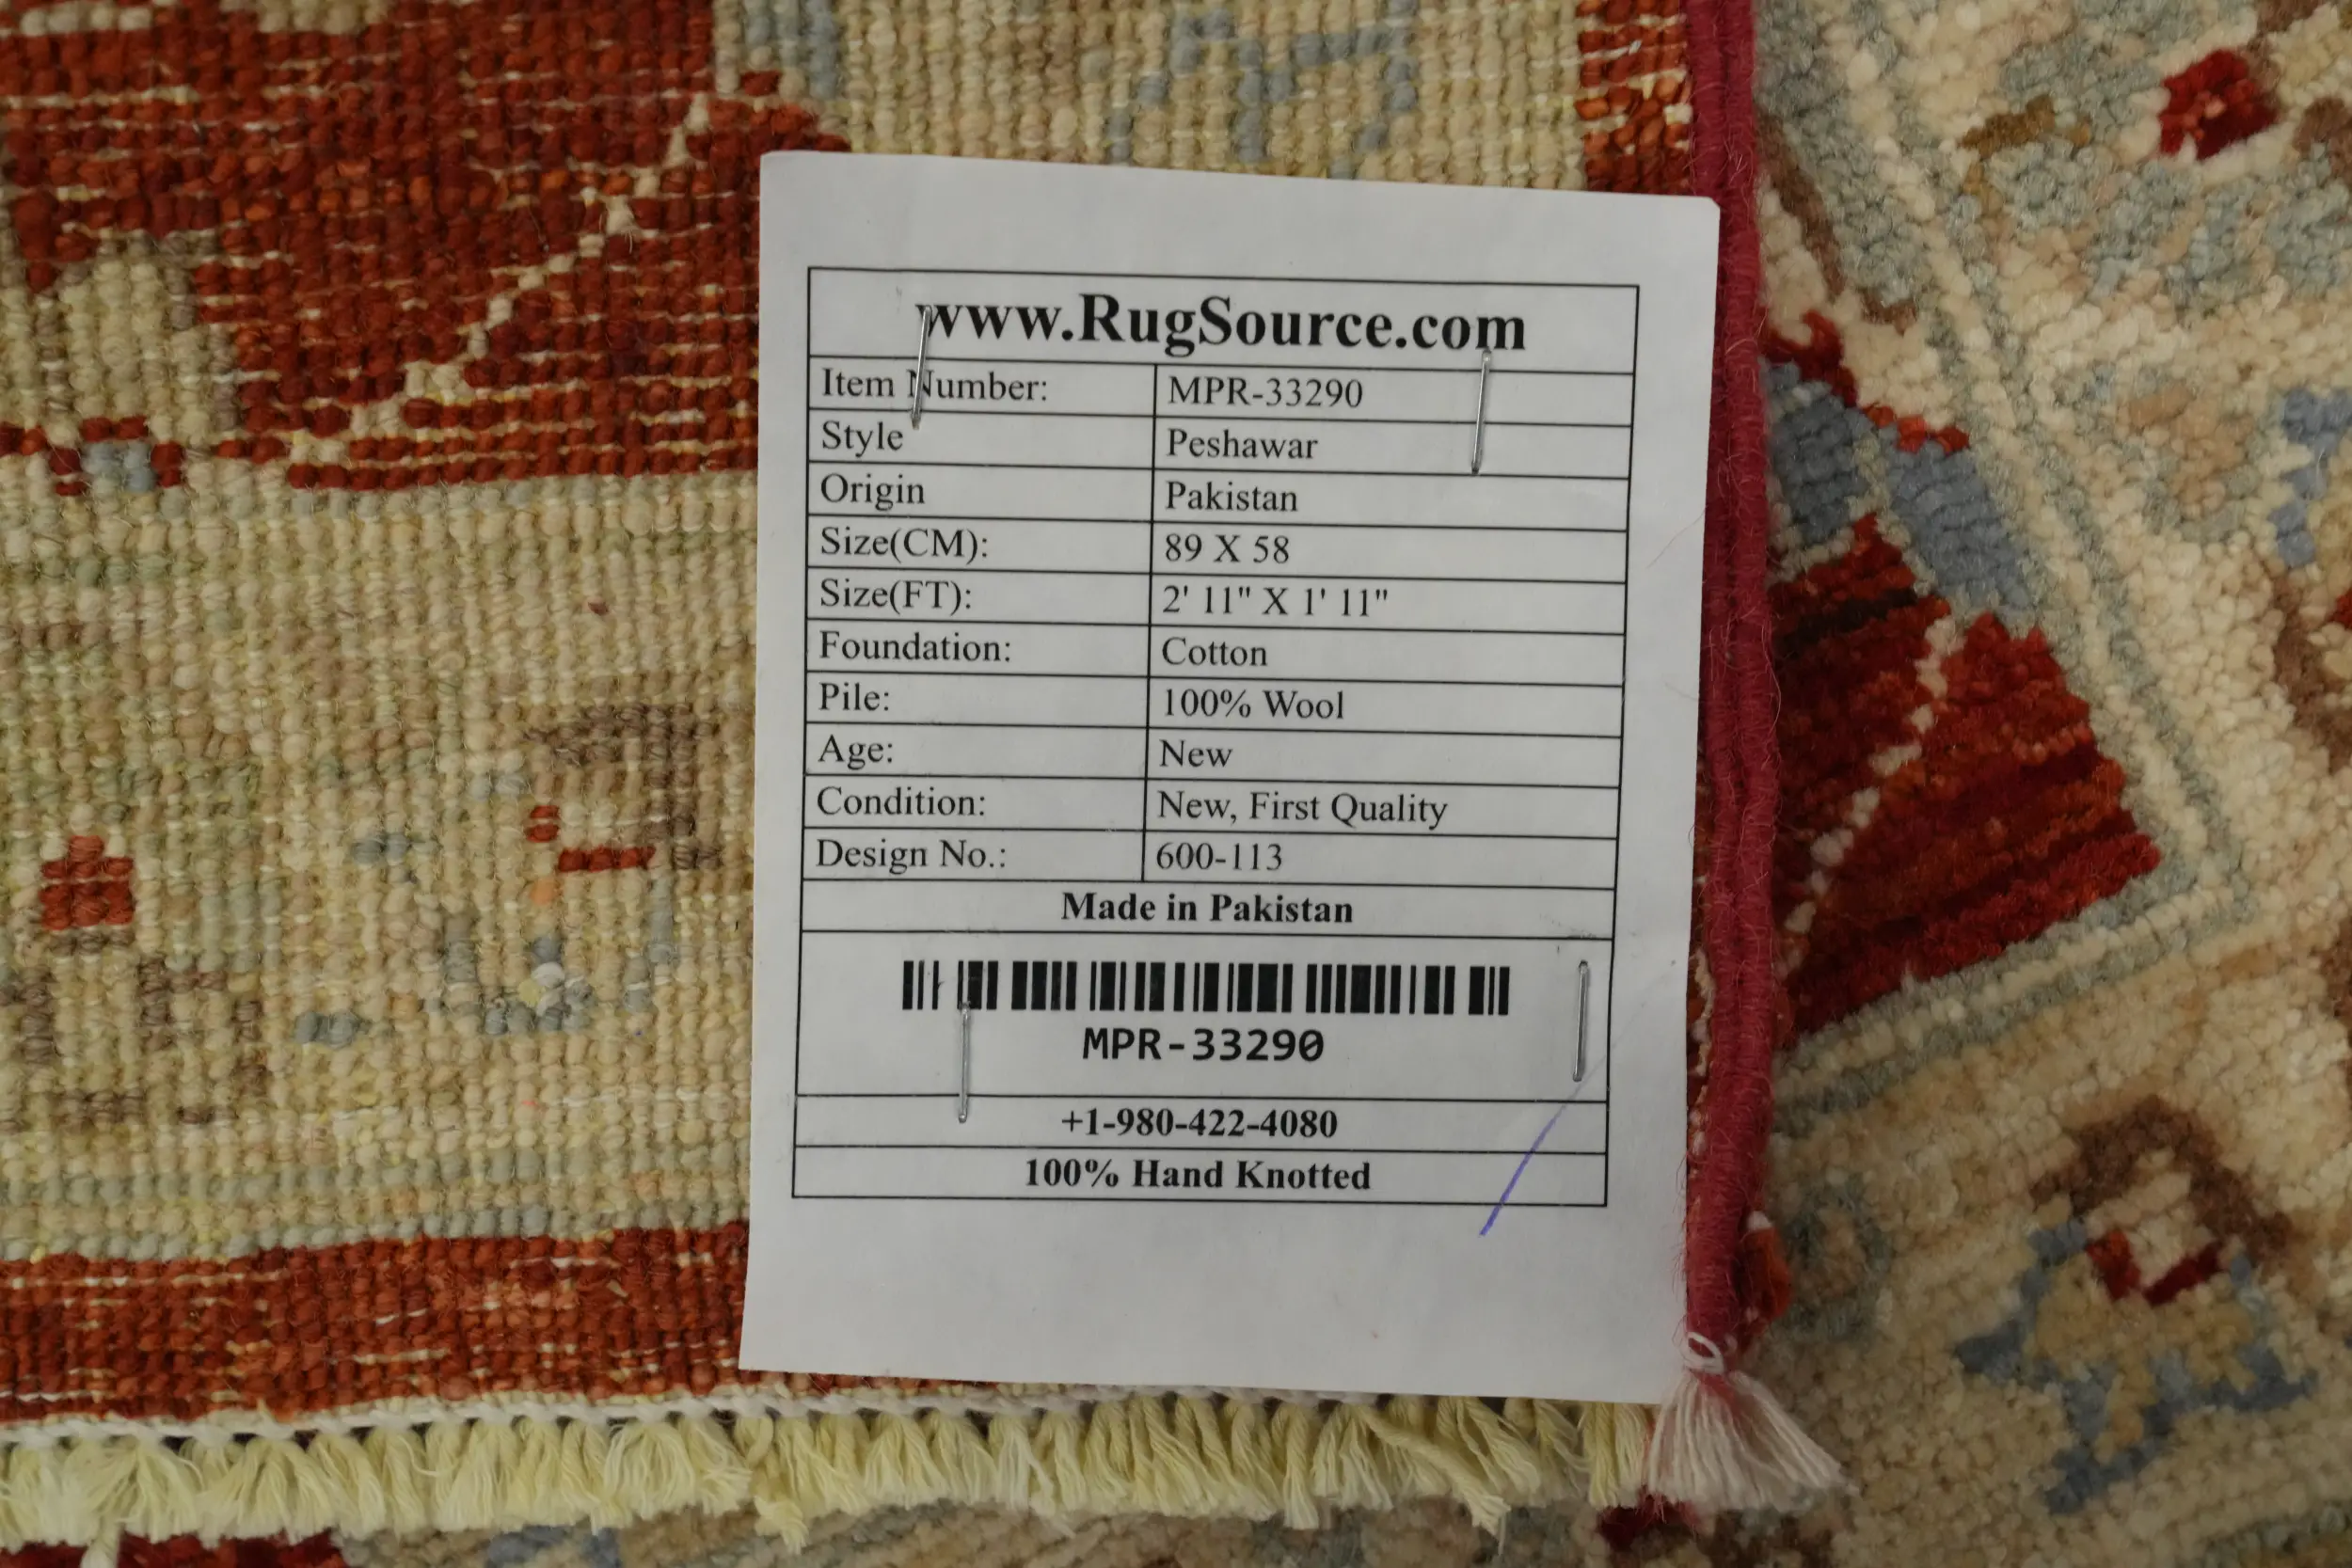 www.RugSource.com
Item Number: MPR-33290
Style Peshawar
Origin Pakistan
Size(CM): 89 X 58
Size(FT): 2' 11" X 1' 11"
Foundation: Cotton
Pile: 100% Wool
Age: New
Condition: New, First Quality
Design No.: 600-113
Made in Pakistan
MPR-33290
+1-980-422-4080
100% Hand Knotted